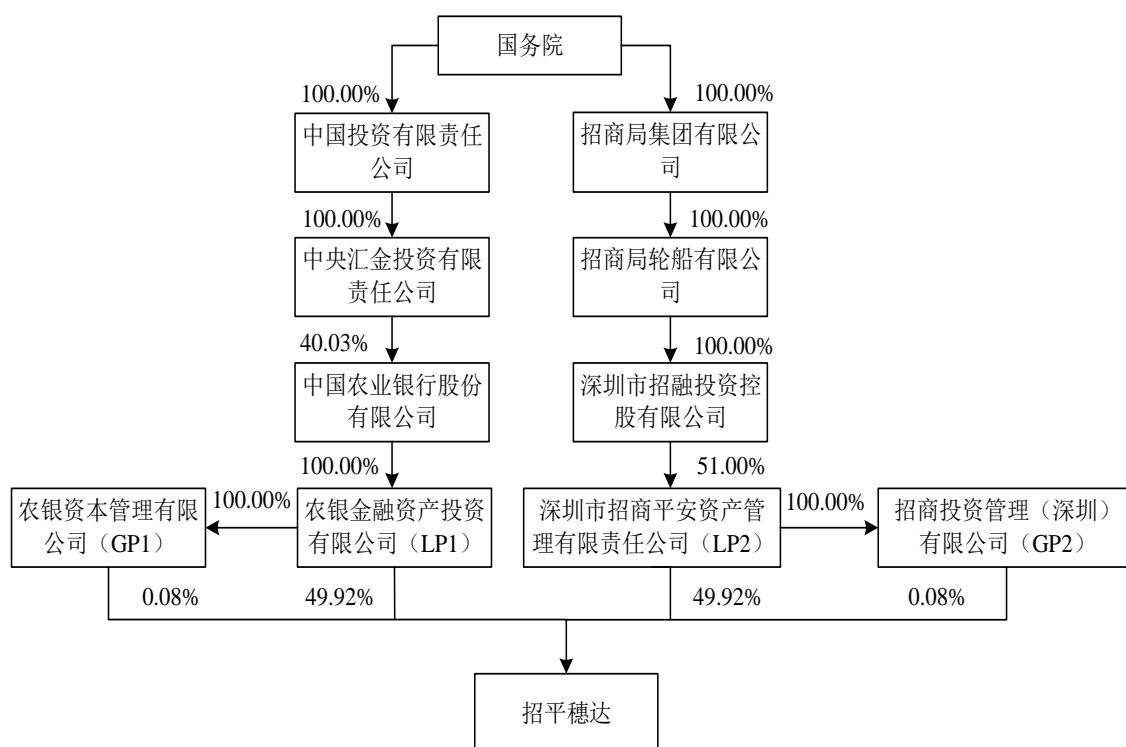 国务院
100.00%
100.00%
中国投资有限责任
公司
招商局集团有限公
司
100.00%
100.00%
中央汇金投资有限
责任公司
招商局轮船有限公
司
40.03%
100.00%
中国农业银行股份
有限公司
深圳市招融投资控
股有限公司
100.00%
51.00%
农银资本管理有限
公司（GP1）
100.00%
农银金融资产投资
有限公司（LP1）
深圳市招商平安资产管
理有限责任公司（LP2）
100.00%
招商投资管理（深圳）
有限公司（GP2）
0.08%
49.92%
49.92%
0.08%
招平穗达